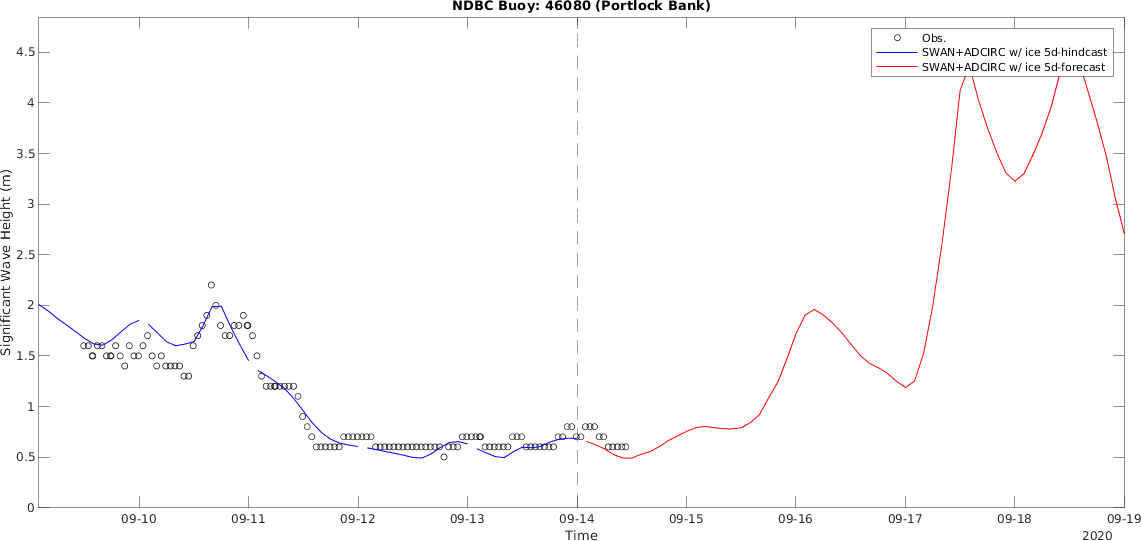 NDBC Buoy: 46080 (Portlock Bank)
Obs.
SWAN+ADCIRC w/ ice 5d-hindcast
SWAN+ADCIRC w/ ice 5d-forecast
Significant Wave Height (m)
4.5
4
3.5
3
2.5
2
1.5
1
0.5
0
09-10 09-11 09-12 09-13 09-14 09-15 09-16 09-17 09-18 09-19
Time
2020